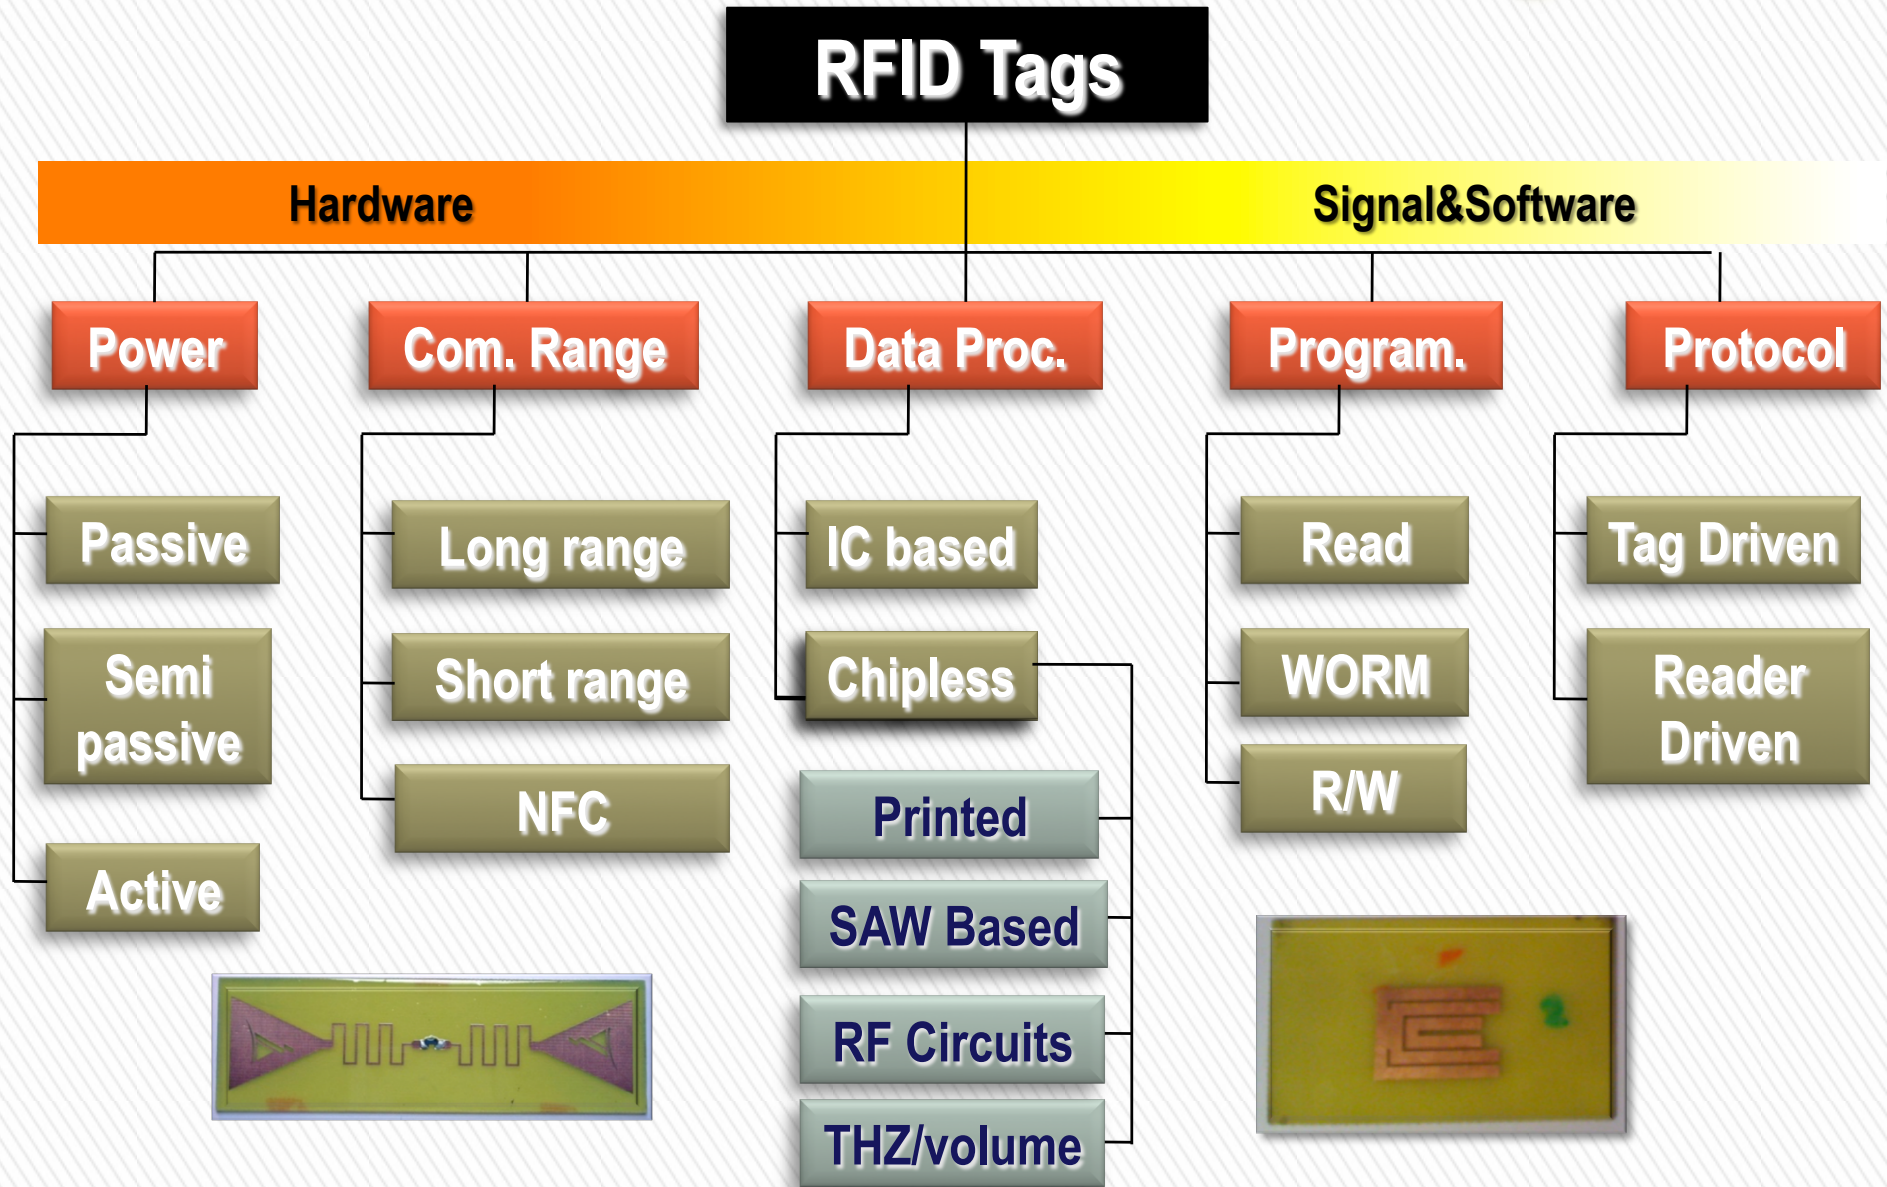 RFID Tags
Hardware
Signal&Software
Power
Com. Range
Data Proc.
Program.
Protocol
Passive
Semi
passive
Active
Long range
Short range
NFC
IC based
Chipless
Printed
SAW Based
RF Circuits
THZ/volume
Read
WORM
R/W
Tag Driven
Reader
Driven
2